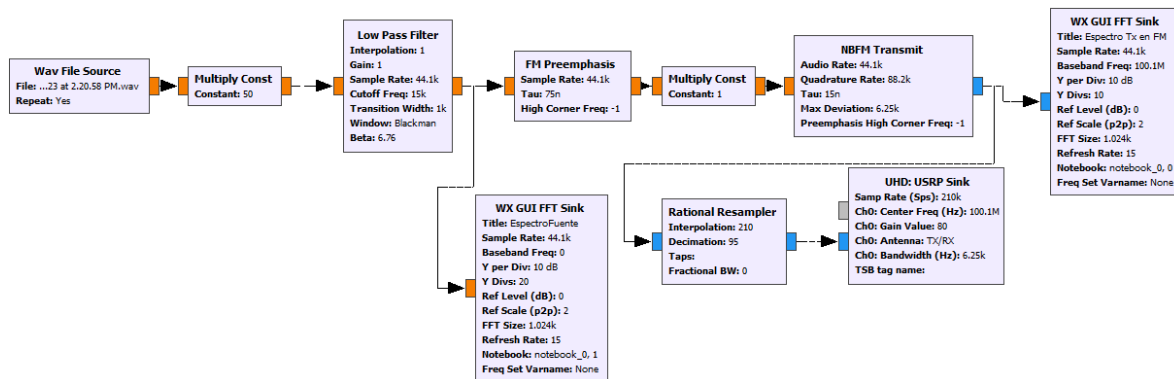 Wav File Source
File: ...23 at 2.20.58 PM.wav
Repeat: Yes
Multiply Const
Constant: 50
Low Pass Filter
Interpolation: 1
Gain: 1
Sample Rate: 44.1k
Cutoff Freq: 15k
Transition Width: 1k
Window: Blackman
Beta: 6.76
FM Preemphasis
Sample Rate: 44.1k
Tau: 75n
High Corner Freq: -1
Multiply Const
Constant: 1
NBFM Transmit
Audio Rate: 44.1k
Quadrature Rate: 88.2k
Tau: 15n
Max Deviation: 6.25k
Preemphasis High Corner Freq: -1
WX GUI FFT Sink
Title: Espectro Tx en FM
Sample Rate: 44.1k
Baseband Freq: 100.1M
Y per Div: 10 dB
Y Divs: 10
Ref Level (dB): 0
Ref Scale (p2p): 2
FFT Size: 1.024k
Refresh Rate: 15
Notebook: notebook_0, 0
Freq Set Varname: None
WX GUI FFT Sink
Title: EspectroFuente
Sample Rate: 44.1k
Baseband Freq: 0
Y per Div: 10 dB
Y Divs: 20
Ref Level (dB): 0
Ref Scale (p2p): 2
FFT Size: 1.024k
Refresh Rate: 15
Notebook: notebook_0, 1
Freq Set Varname: None
Rational Resampler
Interpolation: 210
Decimation: 95
Taps:
Fractional BW: 0
UHD: USRP Sink
Samp Rate (Sps): 210k
Ch0: Center Freq (Hz): 100.1M
Ch0: Gain Value: 80
Ch0: Antenna: TX/RX
Ch0: Bandwidth (Hz): 6.25k
TSB tag name: